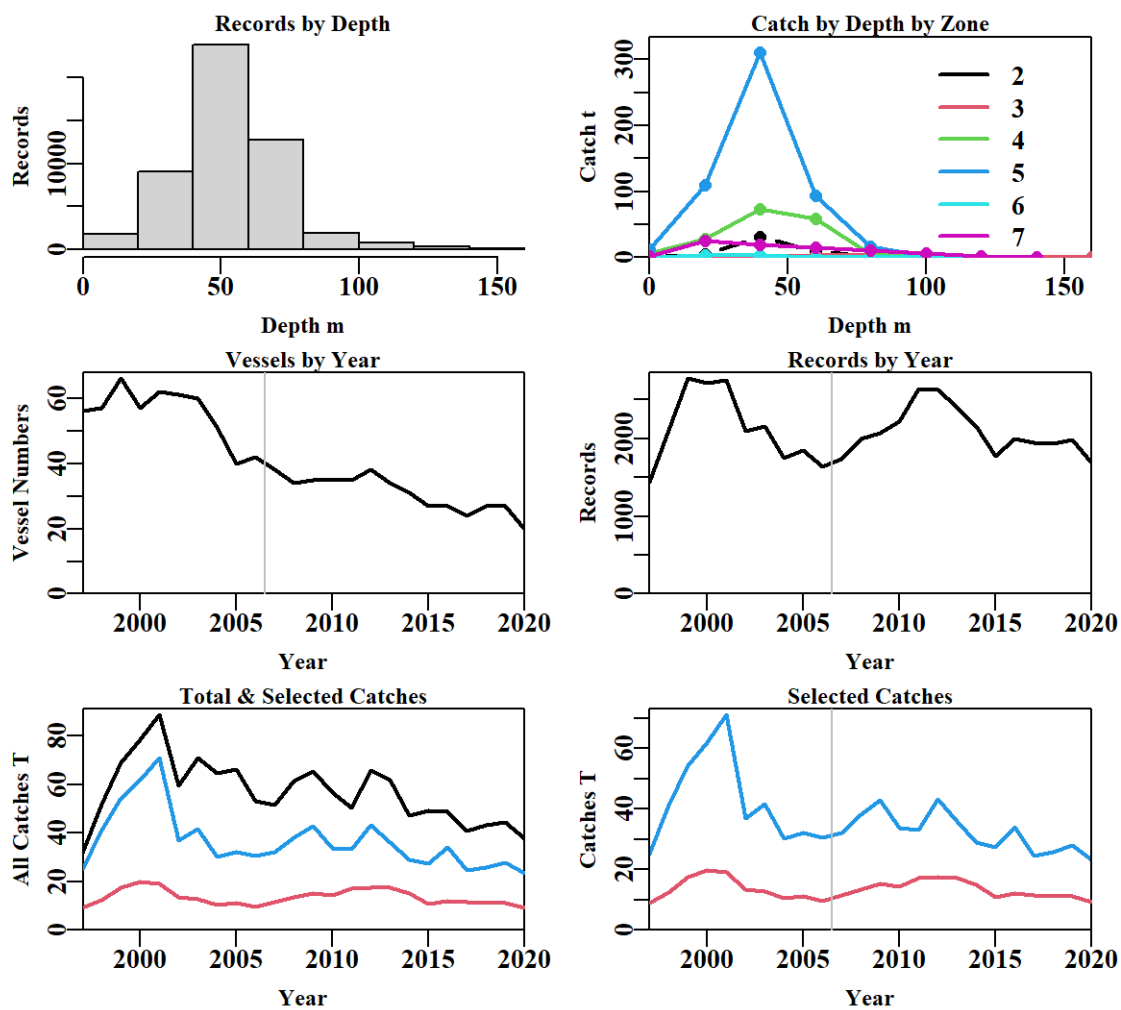 Records by Depth
Records
0 10000
0 50 100 150
Depth m
Catch by Depth by Zone
Catch t
0 100 200 300
2
3
4
5
6
7
0 50 100 150
Depth m
Vessels by Year
Vessel Numbers
0 20 40 60
2000 2005 2010 2015 2020
Year
Records by Year
Records
0 1000 2000
2000 2005 2010 2015 2020
Year
Total & Selected Catches
All Catches T
0 20 40 60 80
2000 2005 2010 2015 2020
Year
Selected Catches
Catches T
0 20 40 60
2000 2005 2010 2015 2020
Year